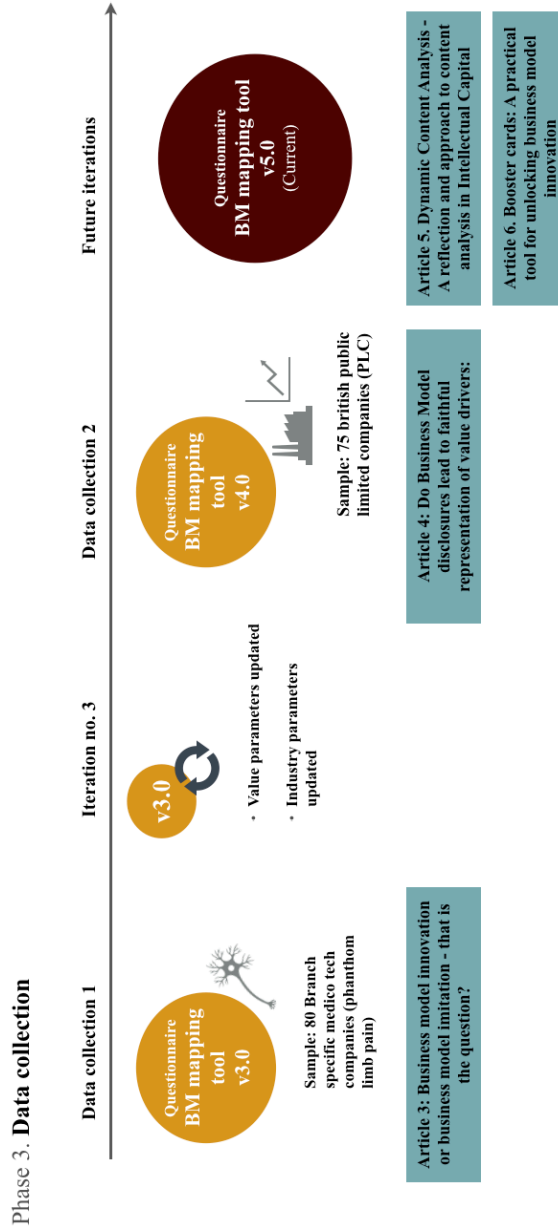 Phase 3. Data collection
Data collection 1
Iteration no. 3
Data collection 2
Future iterations
Questionnaire
BM mapping
tool
v3.0
v3.0
Questionnaire
BM mapping
tool
v4.0
Questionnaire
BM mapping tool
v5.0
(Current)
Sample: 80 Branch
specific medico tech
companies (phanthom
limb pain)
• Value parameters updated
• Industry parameters
updated
Sample: 75 british public
limited companies (PLC)
Article 3: Business model innovation
or business model imitation - that is
the question?
Article 4: Do Business Model
disclosures lead to faithful
representation of value drivers:
Article 5. Dynamic Content Analysis -
A reflection and approach to content
analysis in Intellectual Capital
Article 6. Booster cards: A practical
tool for unlocking business model
innovation